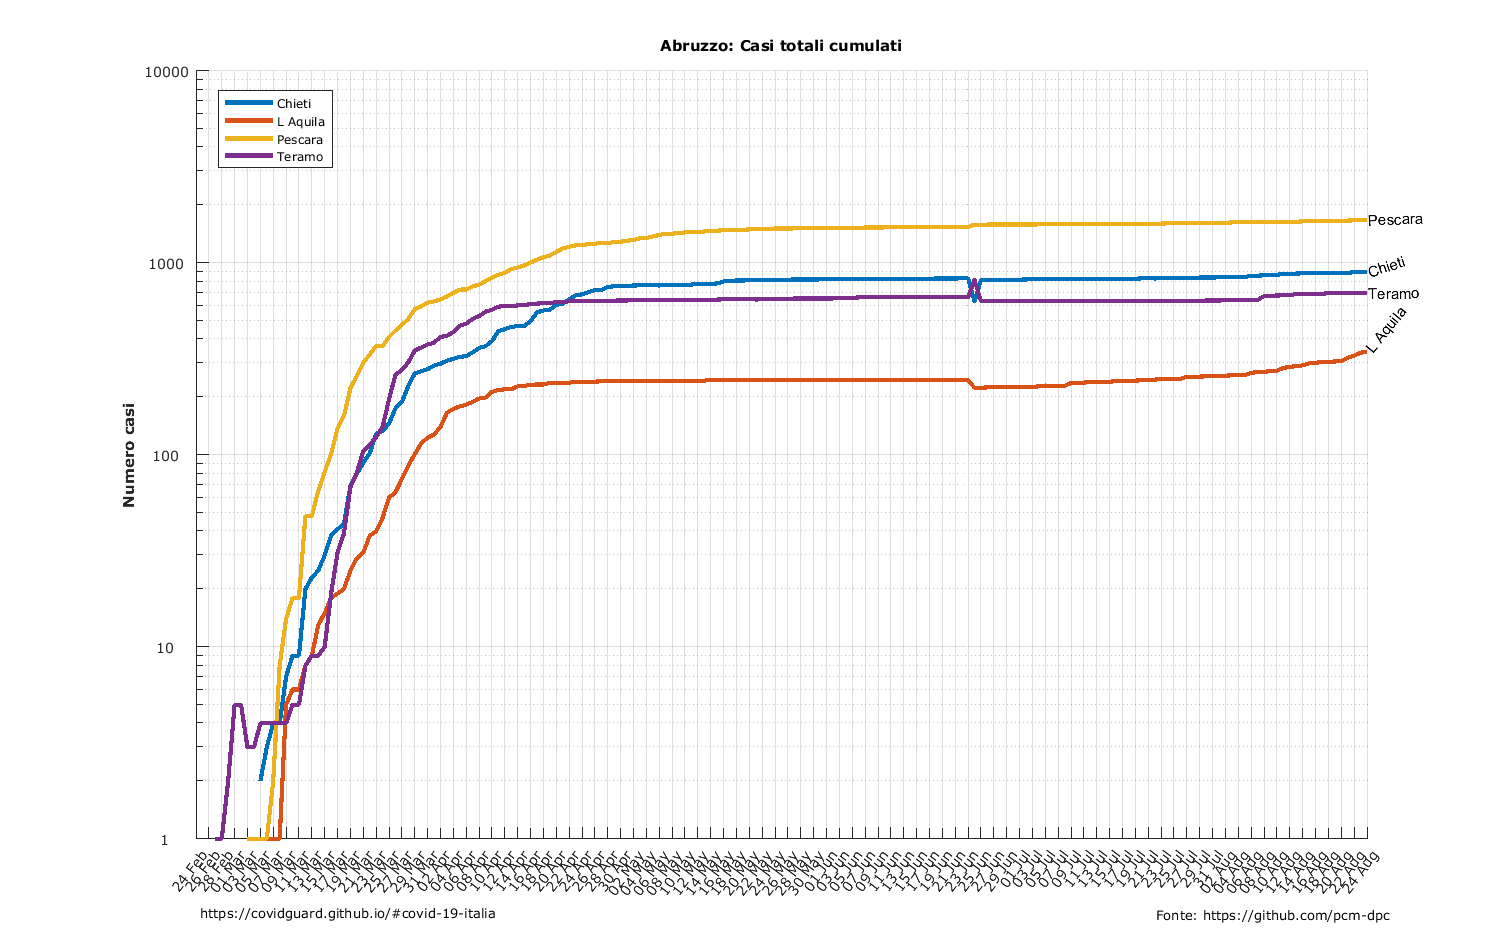 Abruzzo: Casi totali cumulati
10000
1000
100
10
1
Numero casi
Chieti
L Aquila
Pescara
Teramo
Pescara
Chieti
Teramo
L Aquila
24 Feb
26 Feb
28 Feb
01 Mar
03 Mar
05 Mar
07 Mar
09 Mar
11 Mar
13 Mar
15 Mar
17 Mar
19 Mar
21 Mar
23 Mar
25 Mar
27 Mar
29 Mar
31 Mar
02 Apr
04 Apr
06 Apr
08 Apr
10 Apr
12 Apr
14 Apr
16 Apr
18 Apr
20 Apr
22 Apr
24 Apr
26 Apr
28 Apr
30 Apr
02 May
04 May
06 May
08 May
10 May
12 May
14 May
16 May
18 May
20 May
22 May
24 May
26 May
28 May
30 May
01 Jun
03 Jun
05 Jun
07 Jun
09 Jun
11 Jun
13 Jun
15 Jun
17 Jun
19 Jun
21 Jun
23 Jun
25 Jun
27 Jun
29 Jun
01 Jul
03 Jul
05 Jul
07 Jul
09 Jul
11 Jul
13 Jul
15 Jul
17 Jul
19 Jul
21 Jul
23 Jul
25 Jul
27 Jul
29 Jul
31 Jul
02 Aug
04 Aug
06 Aug
08 Aug
10 Aug
12 Aug
14 Aug
16 Aug
18 Aug
20 Aug
22 Aug
24 Aug
https://covidguard.github.io/#covid-19-italia
Fonte: https://github.com/pcm-dpc